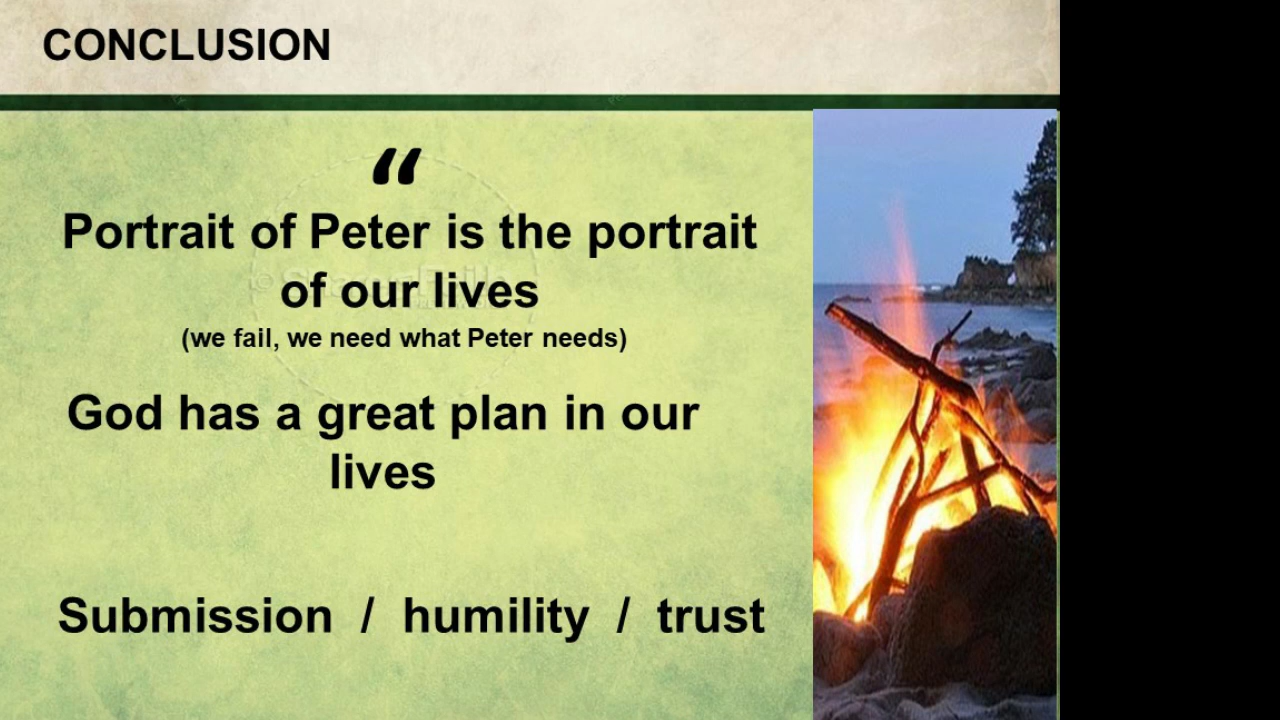 CONCLUSION
“
Portrait of Peter is the portrait
of our lives
(we fail, we need what Peter needs)
God has a great plan in our
lives
Submission / humility / trust